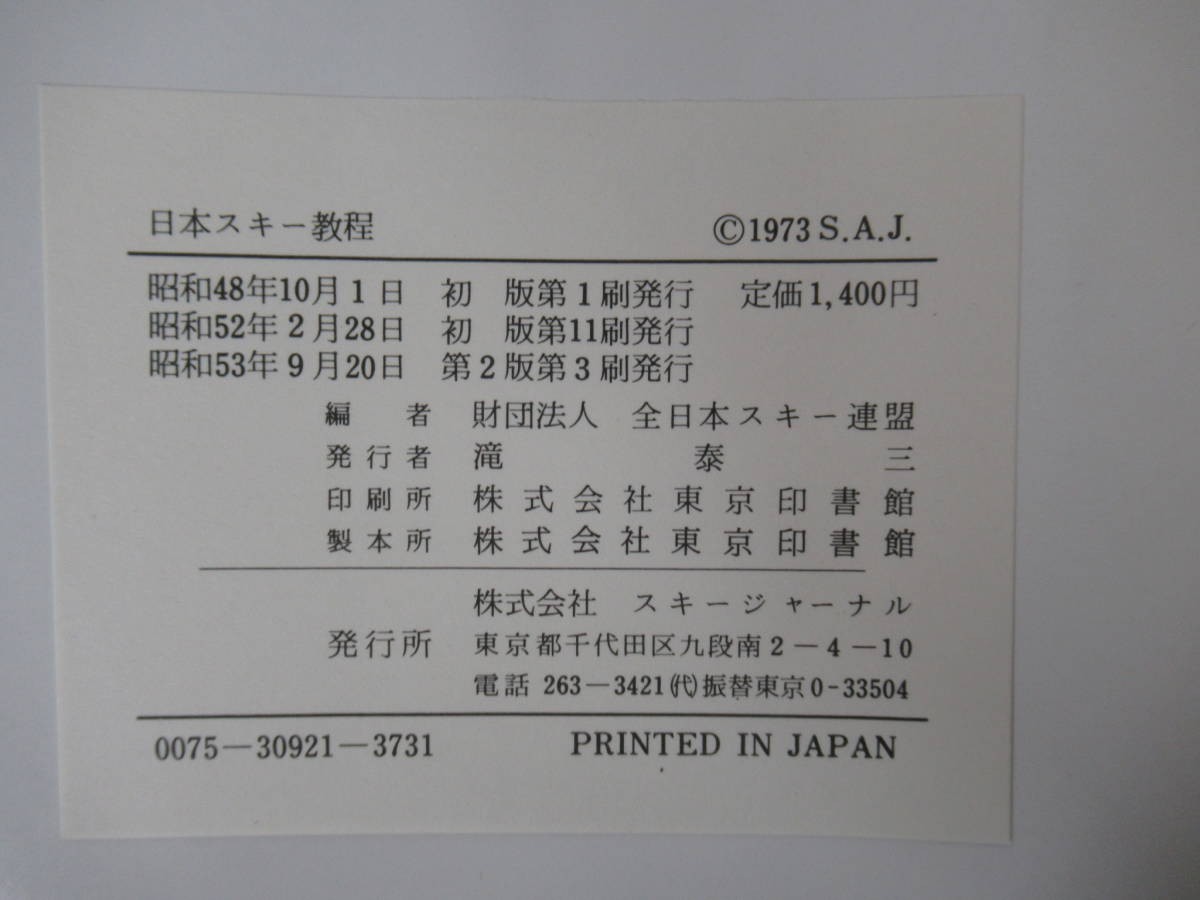 日本スキー教程 ©1973 S.A.J.
昭和48年10月1日 初 版第1刷発行 定価1,400円
昭和52年2月28日 初 版第11刷発行
昭和53年9月20日 第2版第3刷発行
編 者 財団法人 全日本スキー連盟
発行者 滝 泰 三
印刷所 株式会社東京印書館
製本所 株式会社東京印書館
株式会社 スキージャーナル
発行所 東京都千代田区九段南2-4-10
電話 263-3421(代)振替東京0-33504
0075-30921-3731 PRINTED IN JAPAN